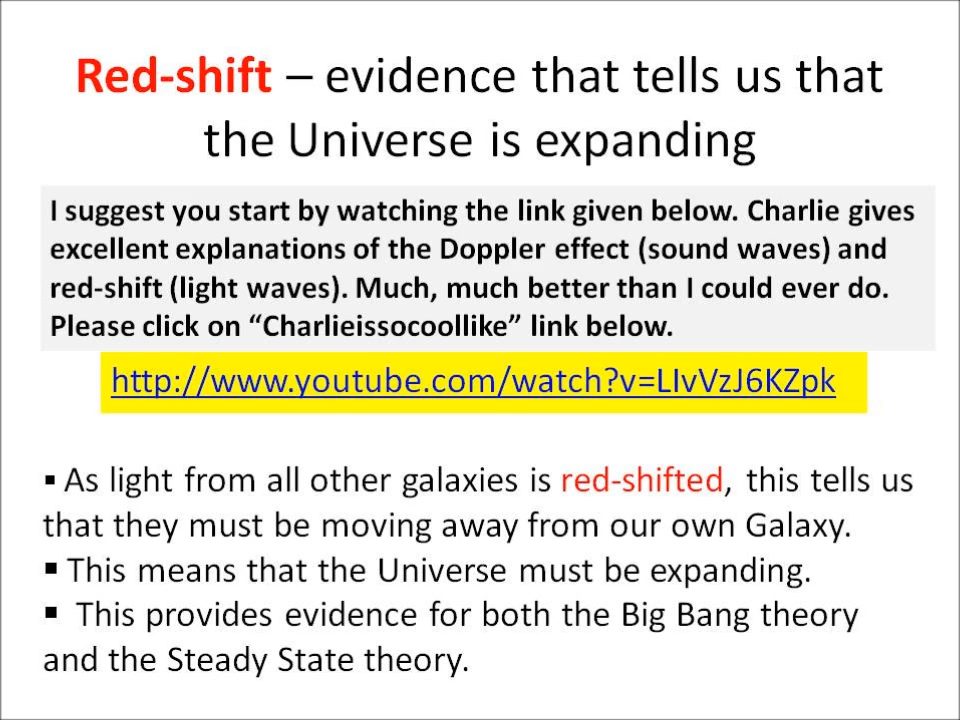 Red-shift – evidence that tells us that
the Universe is expanding
I suggest you start by watching the link given below. Charlie gives
excellent explanations of the Doppler effect (sound waves) and
red-shift (light waves). Much, much better than I could ever do.
Please click on “Charlieissocoollike” link below.
http://www.youtube.com/watch?v=LIvVzJ6KZpk
▪ As light from all other galaxies is red-shifted, this tells us
that they must be moving away from our own Galaxy.
▪ This means that the Universe must be expanding.
▪ This provides evidence for both the Big Bang theory
and the Steady State theory.